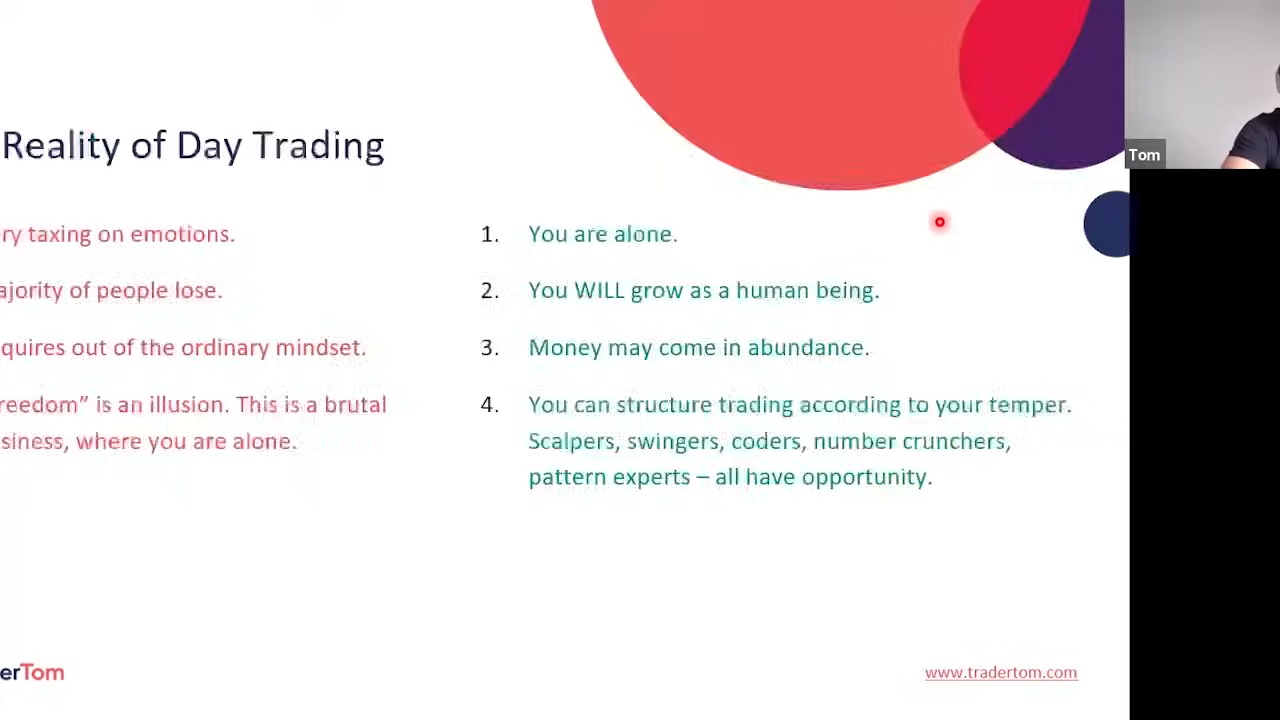 Reality of Day Trading
Tom
ry taxing on emotions.
ajority of people lose.
quires out of the ordinary mindset.
reedom” is an illusion. This is a brutal
siness, where you are alone.
1. You are alone.
2. You WILL grow as a human being.
3. Money may come in abundance.
4. You can structure trading according to your temper.
Scalpers, swingers, coders, number crunchers,
pattern experts – all have opportunity.
erTom
www.tradertom.com